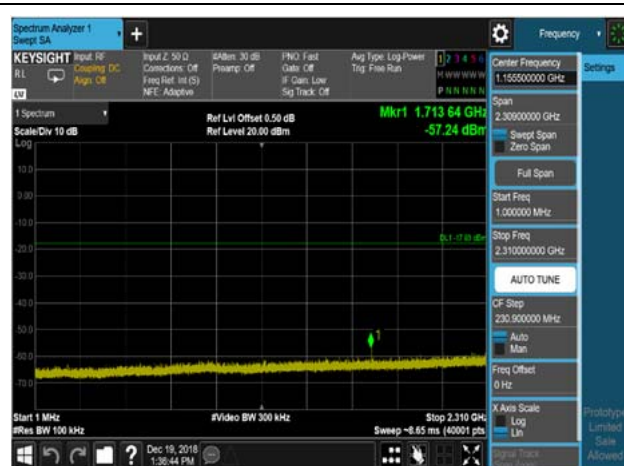 Spectrum Analyzer 1
Swept SA
+
Frequency
KEYSIGHT
RL
Input: RF
Coupling: DC
Align: Off
Input Z: 50 Ω
Corrections: Off
Freq Ref: Int (S)
NFE: Adaptive
#Atten: 30 dB
Preamp: Off
PNO: Fast
Gate: Off
IF Gain: Low
Sig Track: Off
Avg Type: Log-Power
Trig: Free Run
1 2 3 4 5 6
M W W W W W
P N N N N N
1 Spectrum
Scale/Div 10 dB
Log
Ref Lvl Offset 0.50 dB
Ref Level 20.00 dBm
Mkr1 1.713 64 GHz
-57.24 dBm
10.0
0.00
-10.0
-20.0
-30.0
-40.0
-50.0
-60.0
-70.0
1
Start 1 MHz
#Res BW 100 kHz
#Video BW 300 kHz
Stop 2.310 GHz
Sweep ~8.65 ms (40001 pts
Dec 19, 2018
1:36:44 PM
Center Frequency
1.155500000 GHz
Span
2.30900000 GHz
Swept Span
Zero Span
Full Span
Start Freq
1.000000 MHz
Stop Freq
2.310000000 GHz
AUTO TUNE
CF Step
230.900000 MHz
Auto
Man
Freq Offset
0 Hz
X Axis Scale
Log
Lin
Signal Track
Settings
Prototype
Limited
Sale
Allowed